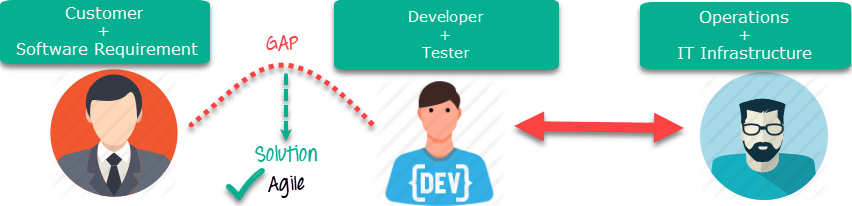 Customer
+
Software Requirement
GAP
Developer
+
Tester
Operations
+
IT Infrastructure
Solution
Agile
{DEV}